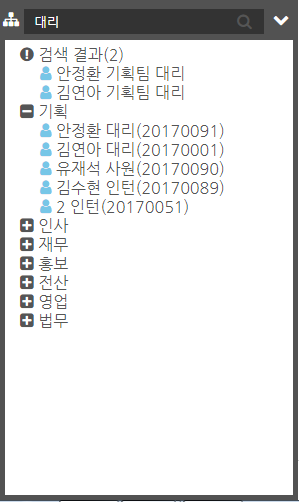 대리
검색 결과(2)
안정환 기획팀 대리
김연아 기획팀 대리
기획
안정환 대리(20170091)
김연아 대리(20170001)
유재석 사원(20170090)
김수현 인턴(20170089)
2 인턴(20170051)
인사
재무
홍보
전산
영업
법무